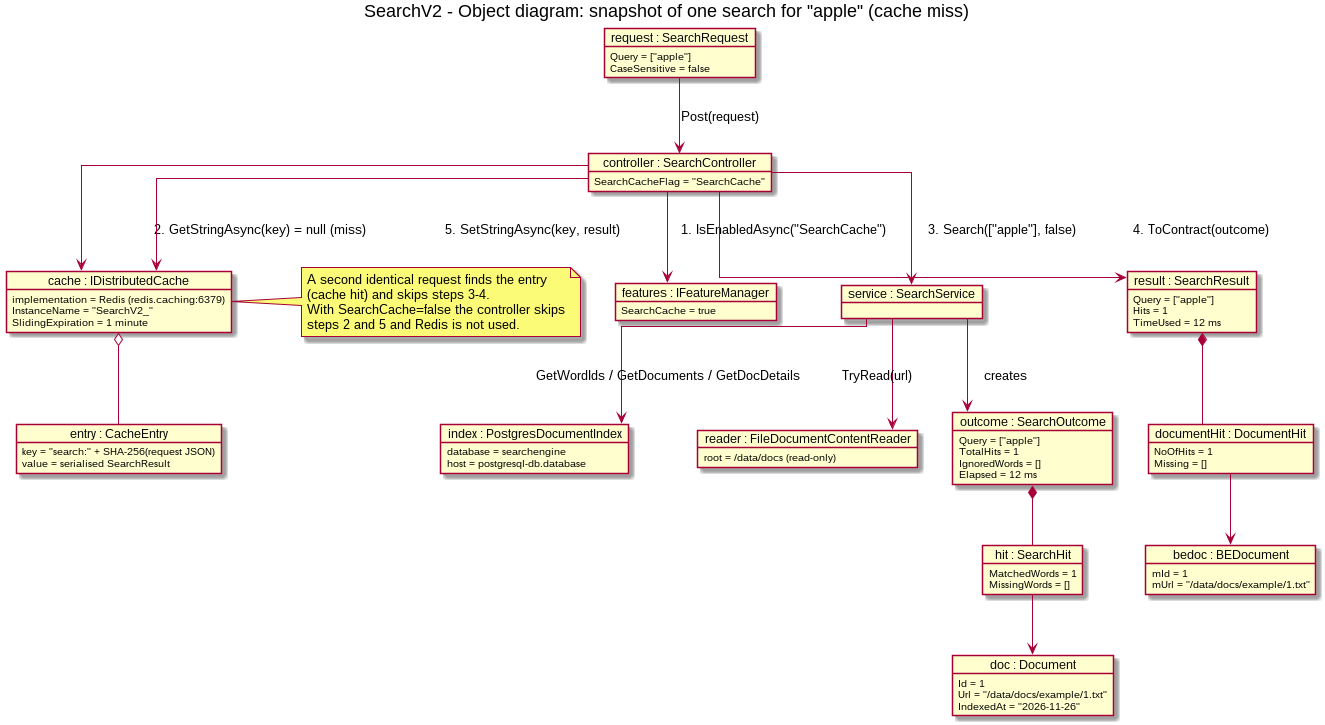 SearchV2 - Object diagram: snapshot of one search for "apple" (cache miss)
request : SearchRequest
Query = ["apple"]
CaseSensitive = false
Post(request)
controller : SearchController
SearchCacheFlag = "SearchCache"
2. GetStringAsync(key) = null (miss)
5. SetStringAsync(key, result)
1. IsEnabledAsync("SearchCache")
3. Search(["apple"], false)
4. ToContract(outcome)
cache : IDistributedCache
implementation = Redis (redis.caching:6379)
InstanceName = "SearchV2_"
SlidingExpiration = 1 minute
A second identical request finds the entry
(cache hit) and skips steps 3-4.
With SearchCache=false the controller skips
steps 2 and 5 and Redis is not used.
features : IFeatureManager
SearchCache = true
service : SearchService
result : SearchResult
Query = ["apple"]
Hits = 1
TimeUsed = 12 ms
GetWordIds / GetDocuments / GetDocDetails
TryRead(url)
creates
entry : CacheEntry
key = "search:" + SHA-256(request JSON)
value = serialised SearchResult
index : PostgresDocumentIndex
database = searchengine
host = postgresql-db.database
reader : FileDocumentContentReader
root = /data/docs (read-only)
outcome : SearchOutcome
Query = ["apple"]
TotalHits = 1
IgnoredWords = []
Elapsed = 12 ms
documentHit : DocumentHit
NoOfHits = 1
Missing = []
hit : SearchHit
MatchedWords = 1
MissingWords = []
bedoc : BEDocument
mId = 1
mUrl = "/data/docs/example/1.txt"
doc : Document
Id = 1
Url = "/data/docs/example/1.txt"
IndexedAt = "2026-11-26"